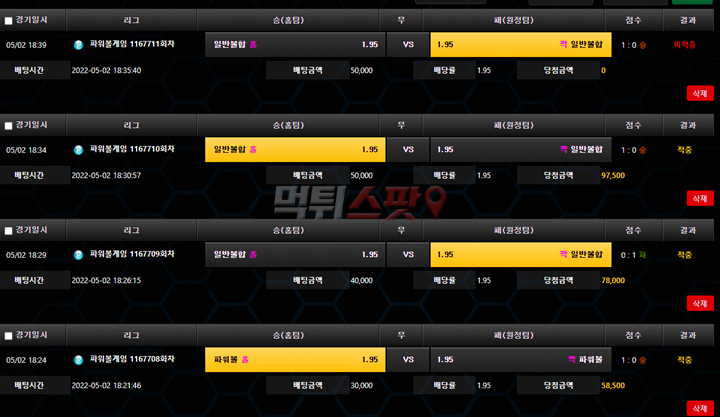 경기일시 리그 승(홈팀) 무 패(원정팀) 점수 결과
05/02 18:39 파워볼게임 1167711회차 일반볼합 홀 1.95 VS 1.95 짝 일반볼합 1 : 0 승 미적중
배팅시간 2022-05-02 18:35:40 배팅금액 50,000 배당률 1.95 당첨금액 0
삭제
경기일시 리그 승(홈팀) 무 패(원정팀) 점수 결과
05/02 18:34 파워볼게임 1167710회차 일반볼합 홀 1.95 VS 1.95 짝 일반볼합 1 : 0 승 적중
배팅시간 2022-05-02 18:30:57 배팅금액 50,000 배당률 1.95 당첨금액 97,500
삭제
먹튀스팟
경기일시 리그 승(홈팀) 무 패(원정팀) 점수 결과
05/02 18:29 파워볼게임 1167709회차 일반볼합 홀 1.95 VS 1.95 짝 일반볼합 0 : 1 패 적중
배팅시간 2022-05-02 18:26:15 배팅금액 40,000 배당률 1.95 당첨금액 78,000
삭제
경기일시 리그 승(홈팀) 무 패(원정팀) 점수 결과
05/02 18:24 파워볼게임 1167708회차 파워볼 홀 1.95 VS 1.95 짝 파워볼 1 : 0 승 적중
배팅시간 2022-05-02 18:21:46 배팅금액 30,000 배당률 1.95 당첨금액 58,500
삭제